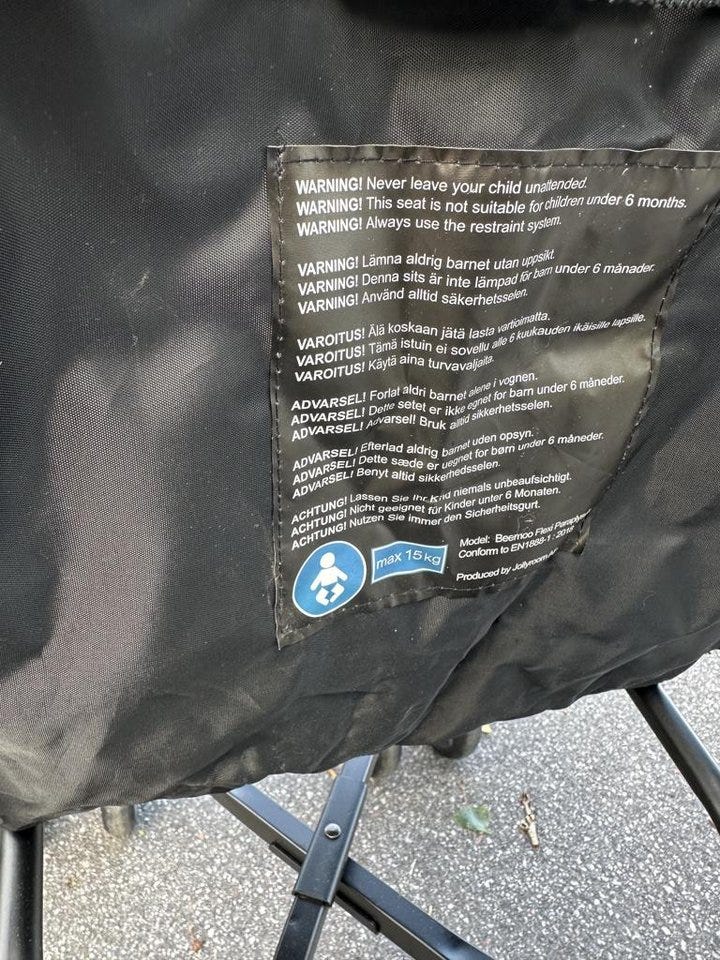 WARNING! Never leave your child unattended.
WARNING! This seat is not suitable for children under 6 months.
WARNING! Always use the restraint system.
VARNING! Lämna aldrig barnet utan uppsikt.
VARNING! Denna sits är inte lämpad för barn under 6 månader.
VARNING! Använd alltid säkerhetsselen.
VAROITUS! Älä koskaan jätä lasta vartioimatta.
VAROITUS! Tämä istuin ei sovellu alle 6 kuukauden ikäisille lapsille.
VAROITUS! Käytä aina turvavaljaita.
ADVARSEL! Forlat aldri barnet alene i vognen.
ADVARSEL! Dette setet er ikke egnet for barn under 6 måneder.
ADVARSEL! Advarsel! Bruk alltid sikkerhetsselen.
ADVARSEL! Efterlad aldrig barnet uden opsyn.
ADVARSEL! Dette sæde er uegnet for børn under 6 måneder.
ADVARSEL! Benyt altid sikkerhedsselen.
ACHTUNG! Lassen Sie Ihr Kind niemals unbeaufsichtigt.
ACHTUNG! Nicht geeignet für Kinder unter 6 Monaten.
ACHTUNG! Nutzen Sie immer den Sicherheitsgurt.
max 15 kg
Model: Beemoo Flexi
Conform to EN1888-1:
Produced by Jollyroom